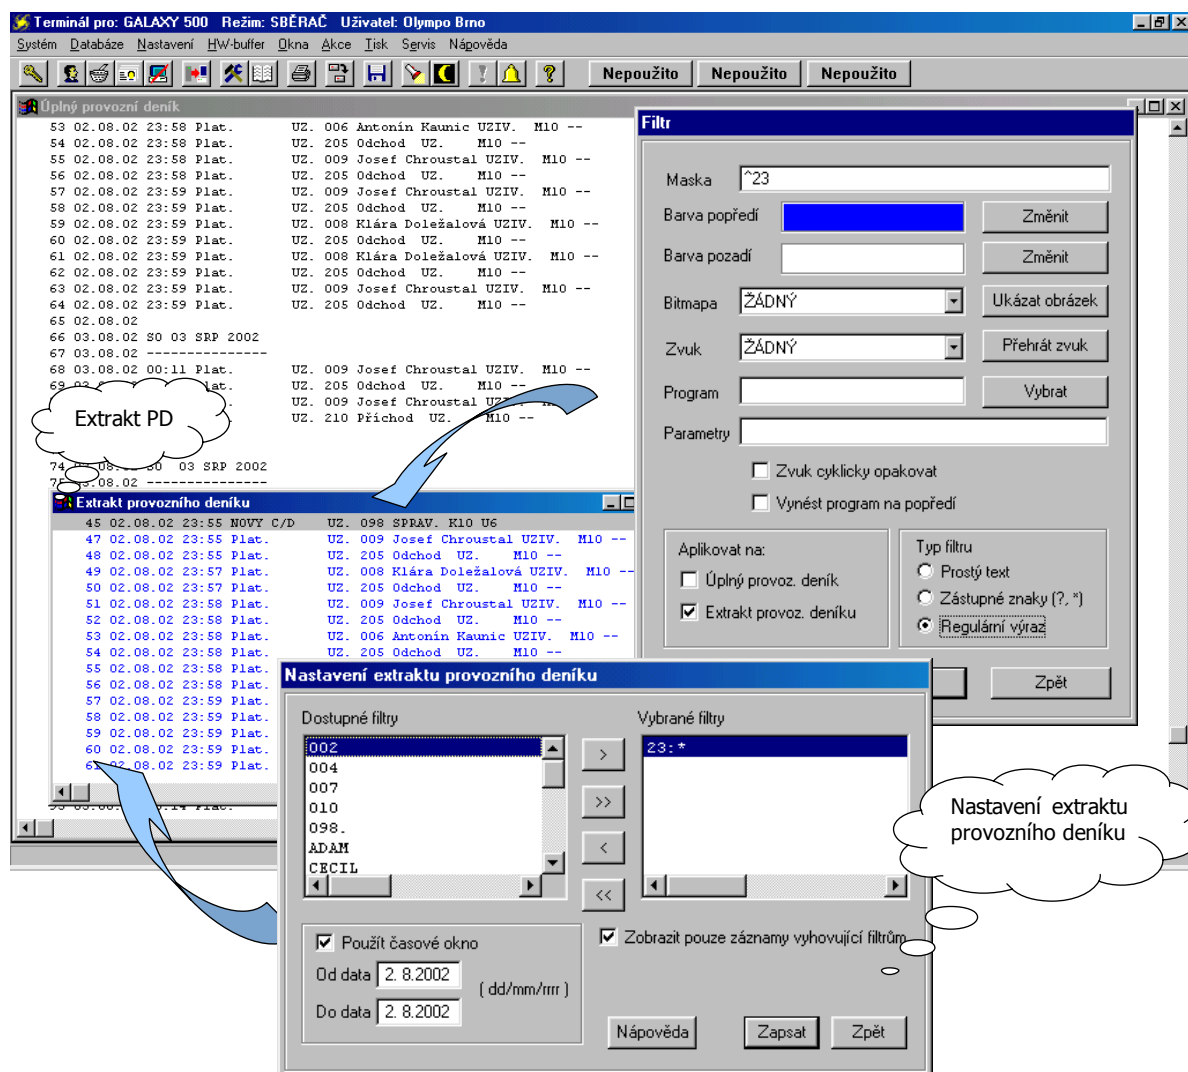 Terminál pro: GALAXY 500 Režim: SBĚRAČ Uživatel: Olympo Brno
Systém Databáze Nastavení HW-buffer Okna Akce Tisk Servis Nápověda
Nepoužito Nepoužito Nepoužito
Úplný provozní deník
53 02.08.02 23:58 Plat. UZ. 006 Antonín Kaunic UZIV. M10 --
54 02.08.02 23:58 Plat. UZ. 205 Odchod UZ. M10 --
55 02.08.02 23:58 Plat. UZ. 009 Josef Chroustal UZIV. M10 --
56 02.08.02 23:58 Plat. UZ. 205 Odchod UZ. M10 --
57 02.08.02 23:59 Plat. UZ. 009 Josef Chroustal UZIV. M10 --
58 02.08.02 23:59 Plat. UZ. 205 Odchod UZ. M10 --
59 02.08.02 23:59 Plat. UZ. 008 Klára Doležalová UZIV. M10 --
60 02.08.02 23:59 Plat. UZ. 205 Odchod UZ. M10 --
61 02.08.02 23:59 Plat. UZ. 008 Klára Doležalová UZIV. M10 --
62 02.08.02 23:59 Plat. UZ. 205 Odchod UZ. M10 --
63 02.08.02 23:59 Plat. UZ. 009 Josef Chroustal UZIV. M10 --
64 02.08.02 23:59 Plat. UZ. 205 Odchod UZ. M10 --
65 02.08.02
66 03.08.02 SO 03 SRP 2002
67 03.08.02 ---------------
68 03.08.02 00:11 Plat. UZ. 009 Josef Chroustal UZIV. M10 --
69 UZ. 205 Odchod UZ. M10 --
UZ. 009 Josef Chroustal
UZ. 210 Příchod UZ. M10 --
74 03 SRP 2002
---------------
Extrakt PD
Extrakt provozního deníku
45 02.08.02 23:55 NOVY C/D UZ. 098 SPRAV. K10 U6
47 02.08.02 23:55 Plat. UZ. 009 Josef Chroustal UZIV. M10 --
48 02.08.02 23:55 Plat. UZ. 205 Odchod UZ. M10 --
49 02.08.02 23:57 Plat. UZ. 008 Klára Doležalová UZIV. M10 --
50 02.08.02 23:57 Plat. UZ. 205 Odchod UZ. M10 --
51 02.08.02 23:58 Plat. UZ. 009 Josef Chroustal UZIV. M10 --
52 02.08.02 23:58 Plat. UZ. 205 Odchod UZ. M10 --
53 02.08.02 23:58 Plat. UZ. 006 Antonín Kaunic UZIV. M10 --
54 02.08.02 23:58 Plat. UZ. 205 Odchod UZ. M10 --
55 02.08.02 23:58 Plat.
56 02.08.02 23:58 Plat.
57 02.08.02 23:59 Plat.
58 02.08.02 23:59 Plat.
59 02.08.02 23:59 Plat.
60 02.08.02 23:59 Plat.
61 02.08.02 23:59 Plat.
Filtr
Maska ^23
Barva popředí Změnit
Barva pozadí Změnit
Bitmapa ŽÁDNÝ Ukázat obrázek
Zvuk ŽÁDNÝ Přehrát zvuk
Program Vybrat
Parametry
Zvuk cyklicky opakovat
Vynést program na popředí
Aplikovat na:
Úplný provoz. deník
Extrakt provoz. deníku
Typ filtru
Prostý text
Zástupné znaky (?, *)
Regulární výraz
Zpět
Nastavení extraktu provozního deníku
Dostupné filtry
002
004
007
010
098.
ADAM
CECIL
>
>>
<
<<
Vybrané filtry
23:*
Použít časové okno
Od data 2. 8.2002
( dd/mm/rrrr )
Do data 2. 8.2002
Zobrazit pouze záznamy vyhovující filtrům
Nápověda Zapsat Zpět
Nastavení extraktu
provozního deníku